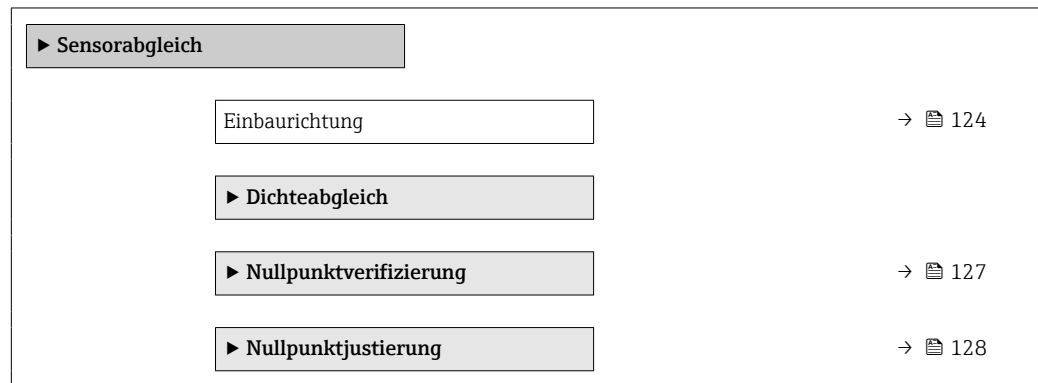 ▶ Sensorabgleich
Einbaurichtung → 124
▶ Dichteabgleich
▶ Nullpunktverifizierung → 127
▶ Nullpunktjustierung → 128